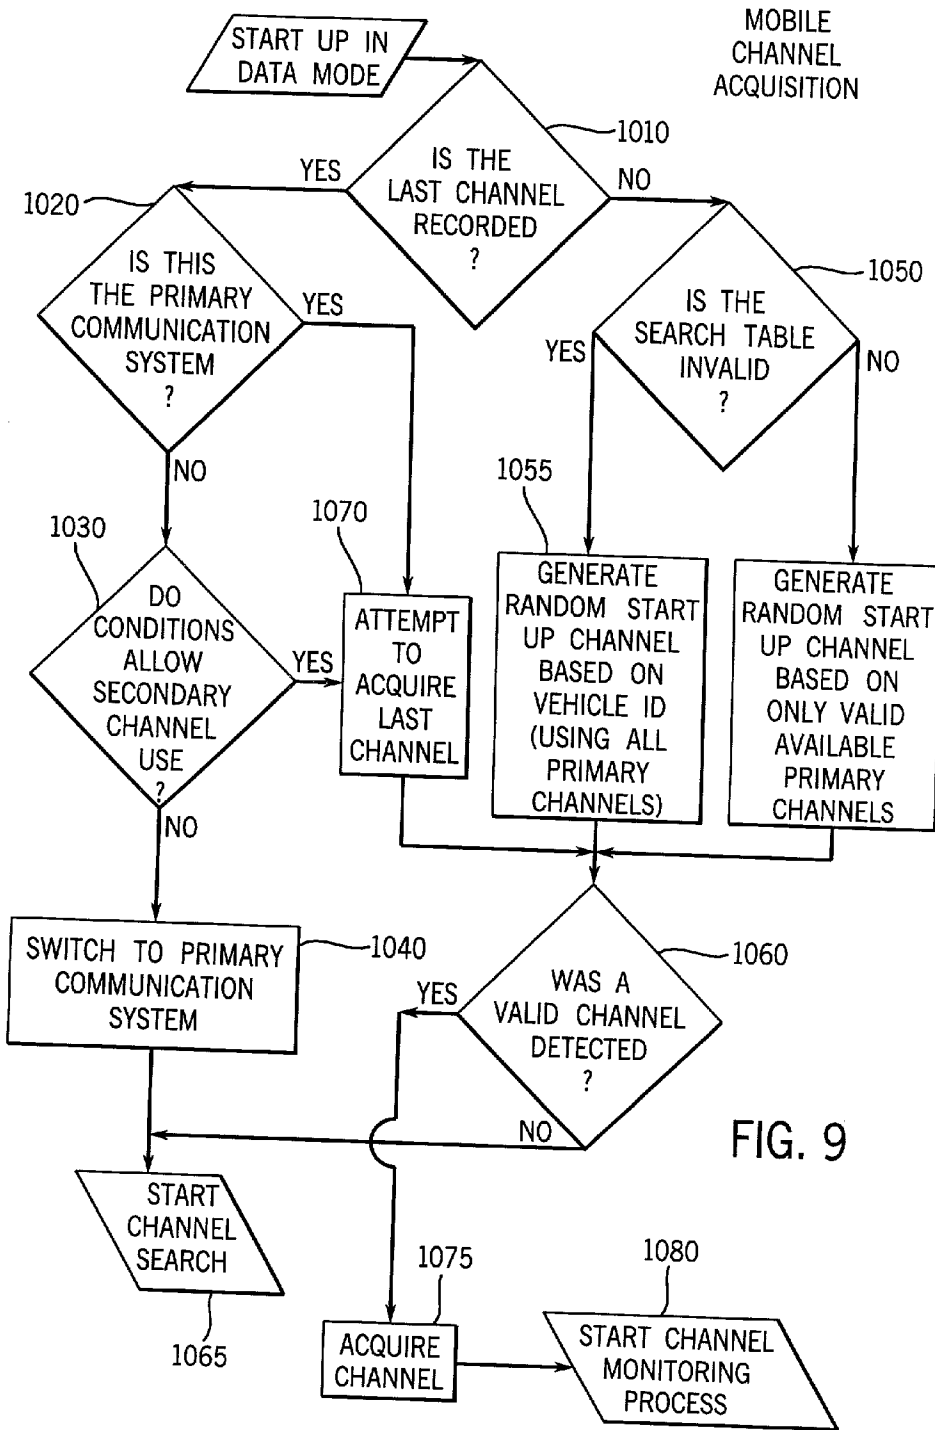 START UP IN
DATA MODE
MOBILE
CHANNEL
ACQUISITION
1010
IS THE
LAST CHANNEL
RECORDED
?
YES
NO
1020
IS THIS
THE PRIMARY
COMMUNICATION
SYSTEM
?
YES
NO
1050
IS THE
SEARCH TABLE
INVALID
?
YES
NO
1030
DO
CONDITIONS
ALLOW
SECONDARY
CHANNEL
USE
?
YES
NO
1070
ATTEMPT
TO
ACQUIRE
LAST
CHANNEL
1055
GENERATE
RANDOM START
UP CHANNEL
BASED ON
VEHICLE ID
(USING ALL
PRIMARY
CHANNELS)
GENERATE
RANDOM START
UP CHANNEL
BASED ON
ONLY VALID
AVAILABLE
PRIMARY
CHANNELS
1040
SWITCH TO PRIMARY
COMMUNICATION
SYSTEM
1060
WAS A
VALID CHANNEL
DETECTED
?
YES
NO
FIG. 9
START
CHANNEL
SEARCH
1065
1075
ACQUIRE
CHANNEL
1080
START CHANNEL
MONITORING
PROCESS